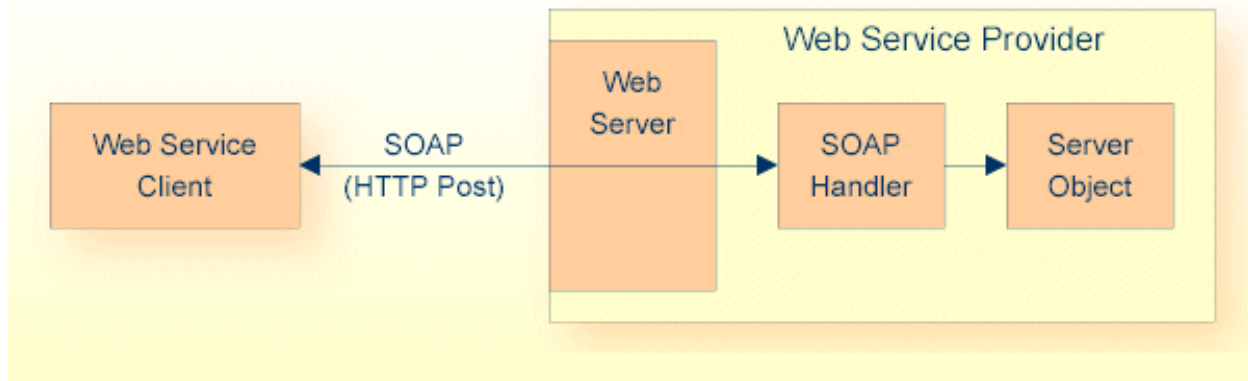 Web Service Provider
Web
Server
Web Service
Client
SOAP
(HTTP Post)
SOAP
Handler
Server
Object